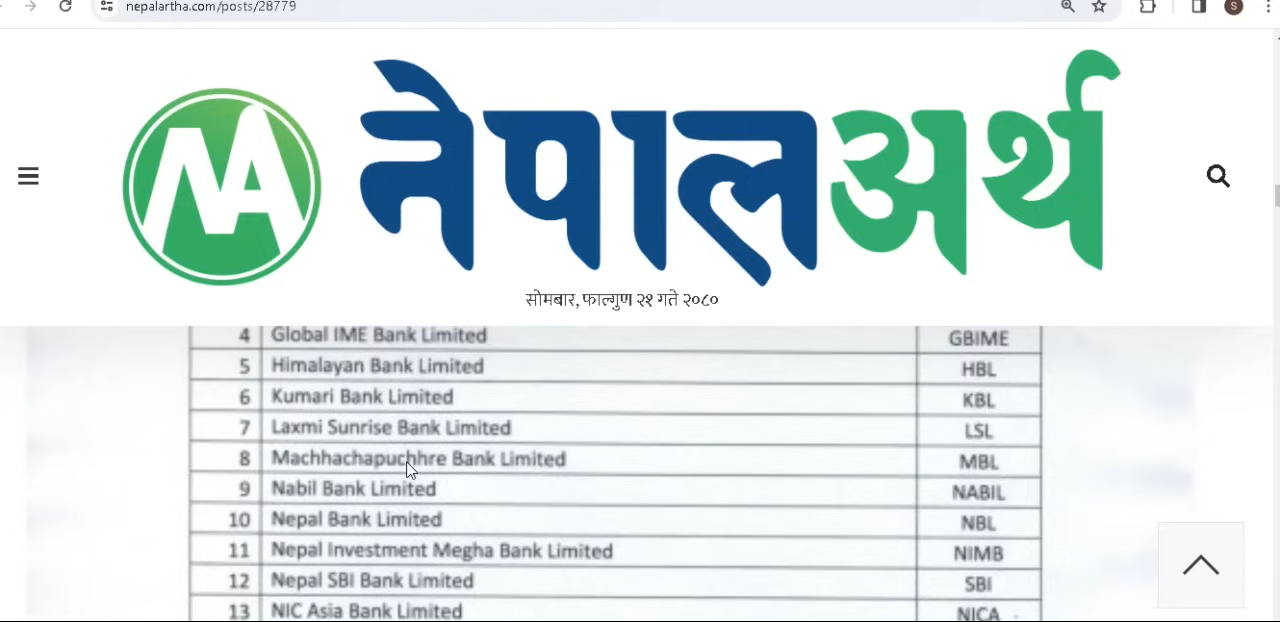 nepalartha.com/posts/28779
S
NA
नेपालअर्थ
सोमबार, फाल्गुण २१ गते २०८०
4 Global IME Bank Limited GBIME
5 Himalayan Bank Limited HBL
6 Kumari Bank Limited KBL
7 Laxmi Sunrise Bank Limited LSL
8 Machhachapuchhre Bank Limited MBL
9 Nabil Bank Limited NABIL
10 Nepal Bank Limited NBL
11 Nepal Investment Megha Bank Limited NIMB
12 Nepal SBI Bank Limited SBI
13 NIC Asia Bank Limited NICA